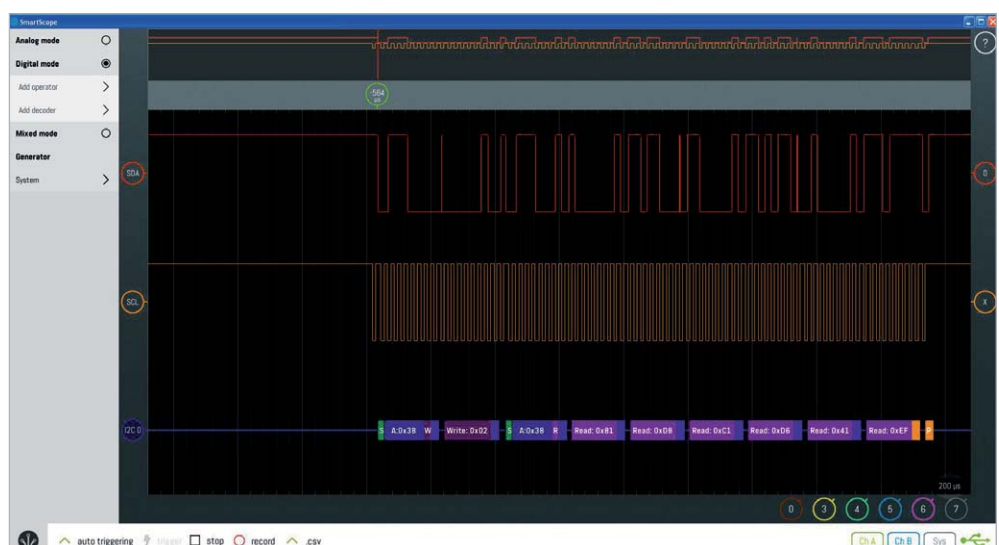 SmartScope
Analog mode
?
Digital mode
Add operator
-564
µs
Add decoder
Mixed mode
Generator
System
SDA
0
SCL
X
I2C 0
S A:0x38 W Write: 0x02 S A:0x38 R Read: 0x81 Read: 0xD8 Read: 0xC1 Read: 0xD6 Read: 0x41 Read: 0xEF P
200 µs
0 3 4 5 6 7
auto triggering trigger stop record .csv Ch A Ch B Sys